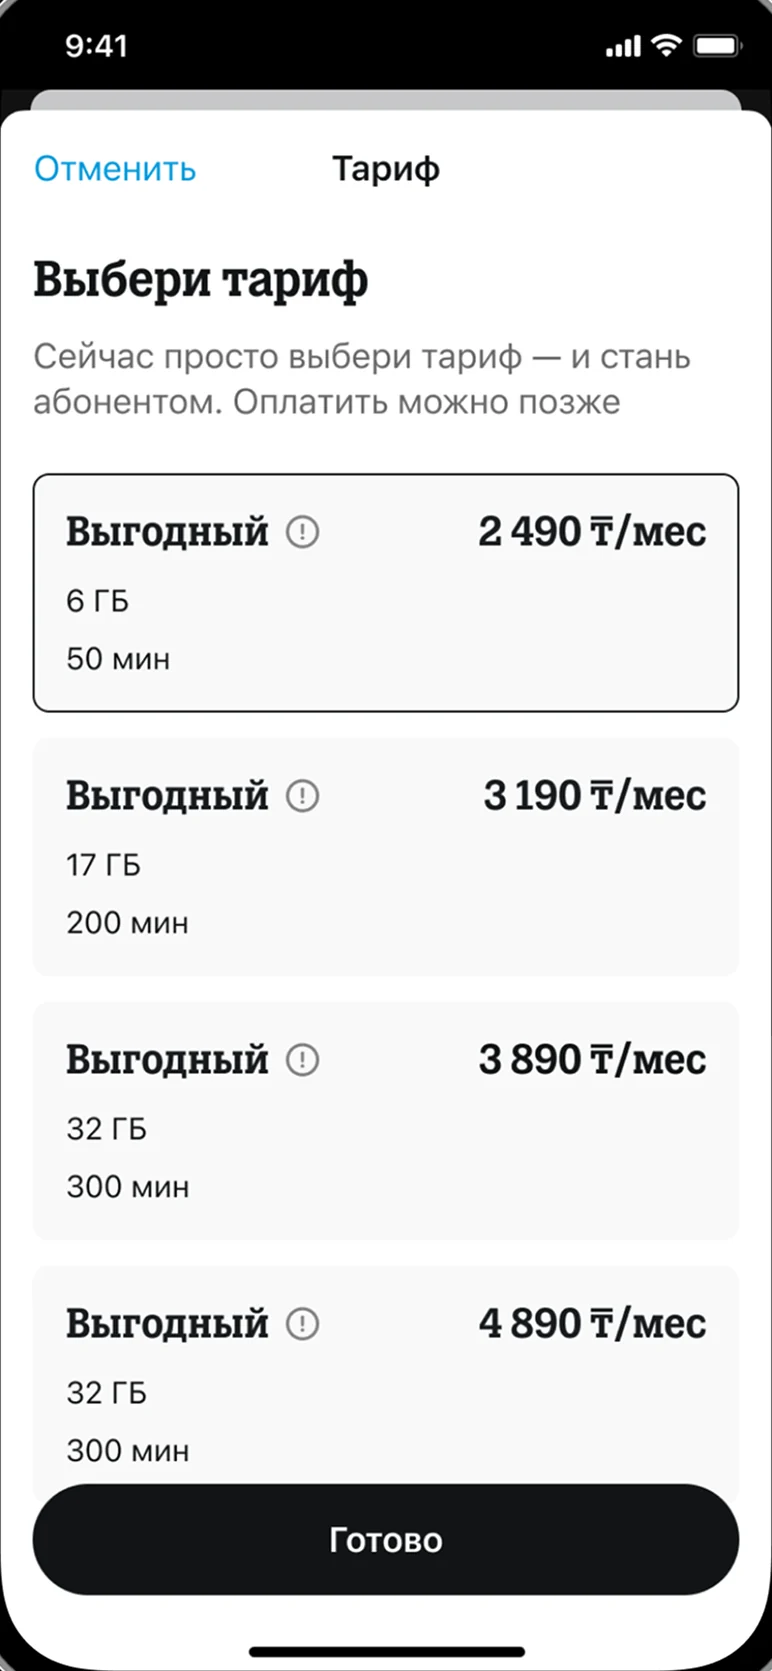 9:41
Отменить
Тариф
Выбери тариф
Сейчас просто выбери тариф — и стань
абонентом. Оплатить можно позже
Выгодный
2 490 ₸/мес
6 ГБ
50 мин
Выгодный
3 190 ₸/мес
17 ГБ
200 мин
Выгодный
3 890 ₸/мес
32 ГБ
300 мин
Выгодный
4 890 ₸/мес
32 ГБ
300 мин
Готово